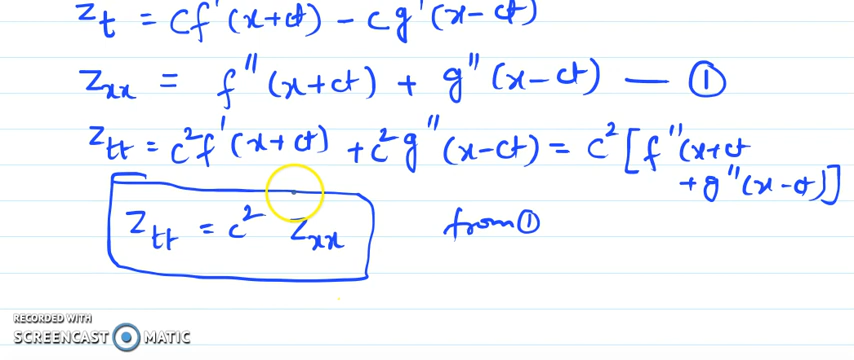 z_t = cf'(x+ct) - cg'(x-ct)
z_xx = f''(x+ct) + g''(x-ct) — ①
z_tt = c²f'(x+ct) + c²g''(x-ct) = c²[f''(x+ct
+g''(x-ct)]
z_tt = c² z_xx from ①
RECORDED WITH
SCREENCAST MATIC